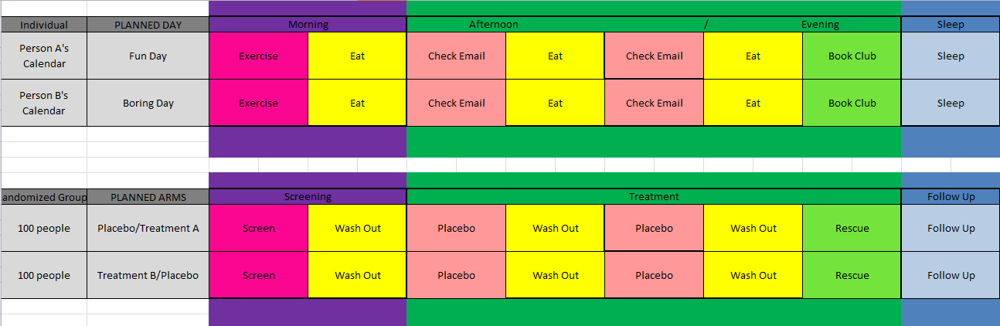 Individual PLANNED DAY Morning Afternoon / Evening Sleep
Person A's Calendar Fun Day Exercise Eat Check Email Eat Check Email Eat Book Club Sleep
Person B's Calendar Boring Day Exercise Eat Check Email Eat Check Email Eat Book Club Sleep
andomized Group PLANNED ARMS Screening Treatment Follow Up
100 people Placebo/Treatment A Screen Wash Out Placebo Wash Out Placebo Wash Out Rescue Follow Up
100 people Treatment B/Placebo Screen Wash Out Placebo Wash Out Placebo Wash Out Rescue Follow Up